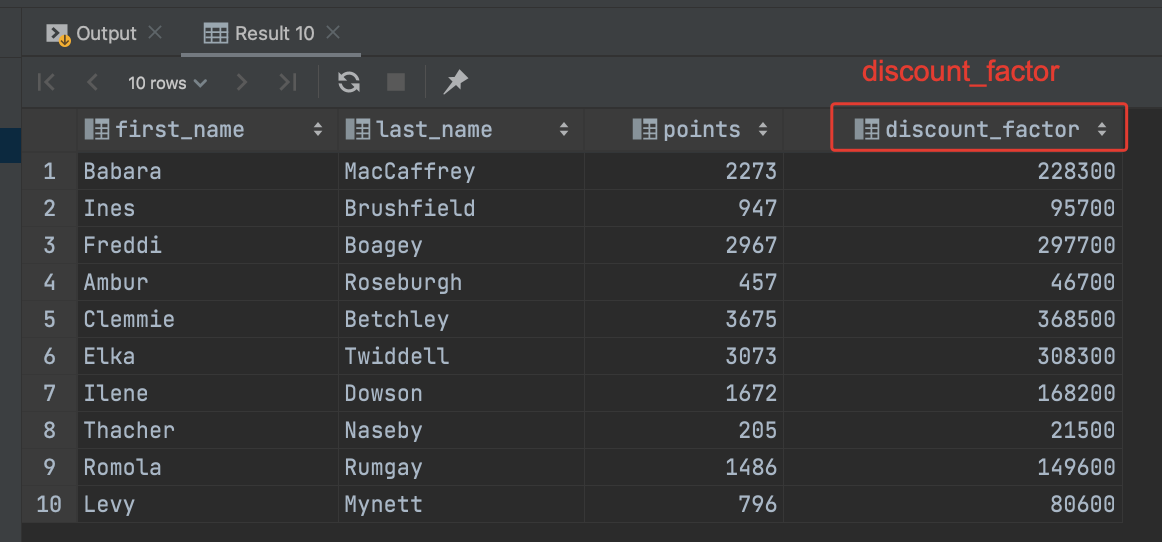 Output
Result 10
10 rows
discount_factor
first_name last_name points discount_factor
1 Babara MacCaffrey 2273 228300
2 Ines Brushfield 947 95700
3 Freddi Boagey 2967 297700
4 Ambur Roseburgh 457 46700
5 Clemmie Betchley 3675 368500
6 Elka Twiddell 3073 308300
7 Ilene Dowson 1672 168200
8 Thacher Naseby 205 21500
9 Romola Rumgay 1486 149600
10 Levy Mynett 796 80600